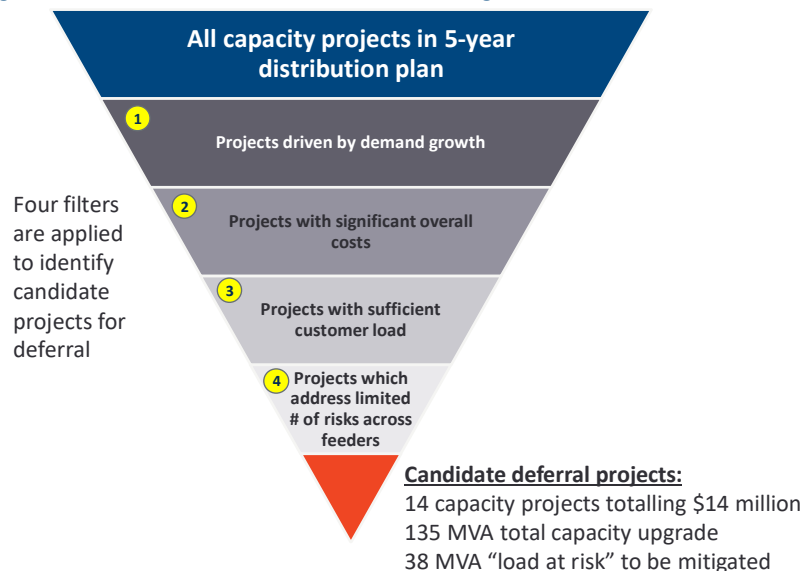 All capacity projects in 5-year
distribution plan
1
Projects driven by demand growth
Four filters
are applied
to identify
candidate
projects for
deferral
2
Projects with significant overall
costs
3
Projects with sufficient
customer load
4
Projects which
address limited
# of risks across
feeders
Candidate deferral projects:
14 capacity projects totalling $14 million
135 MVA total capacity upgrade
38 MVA “load at risk” to be mitigated